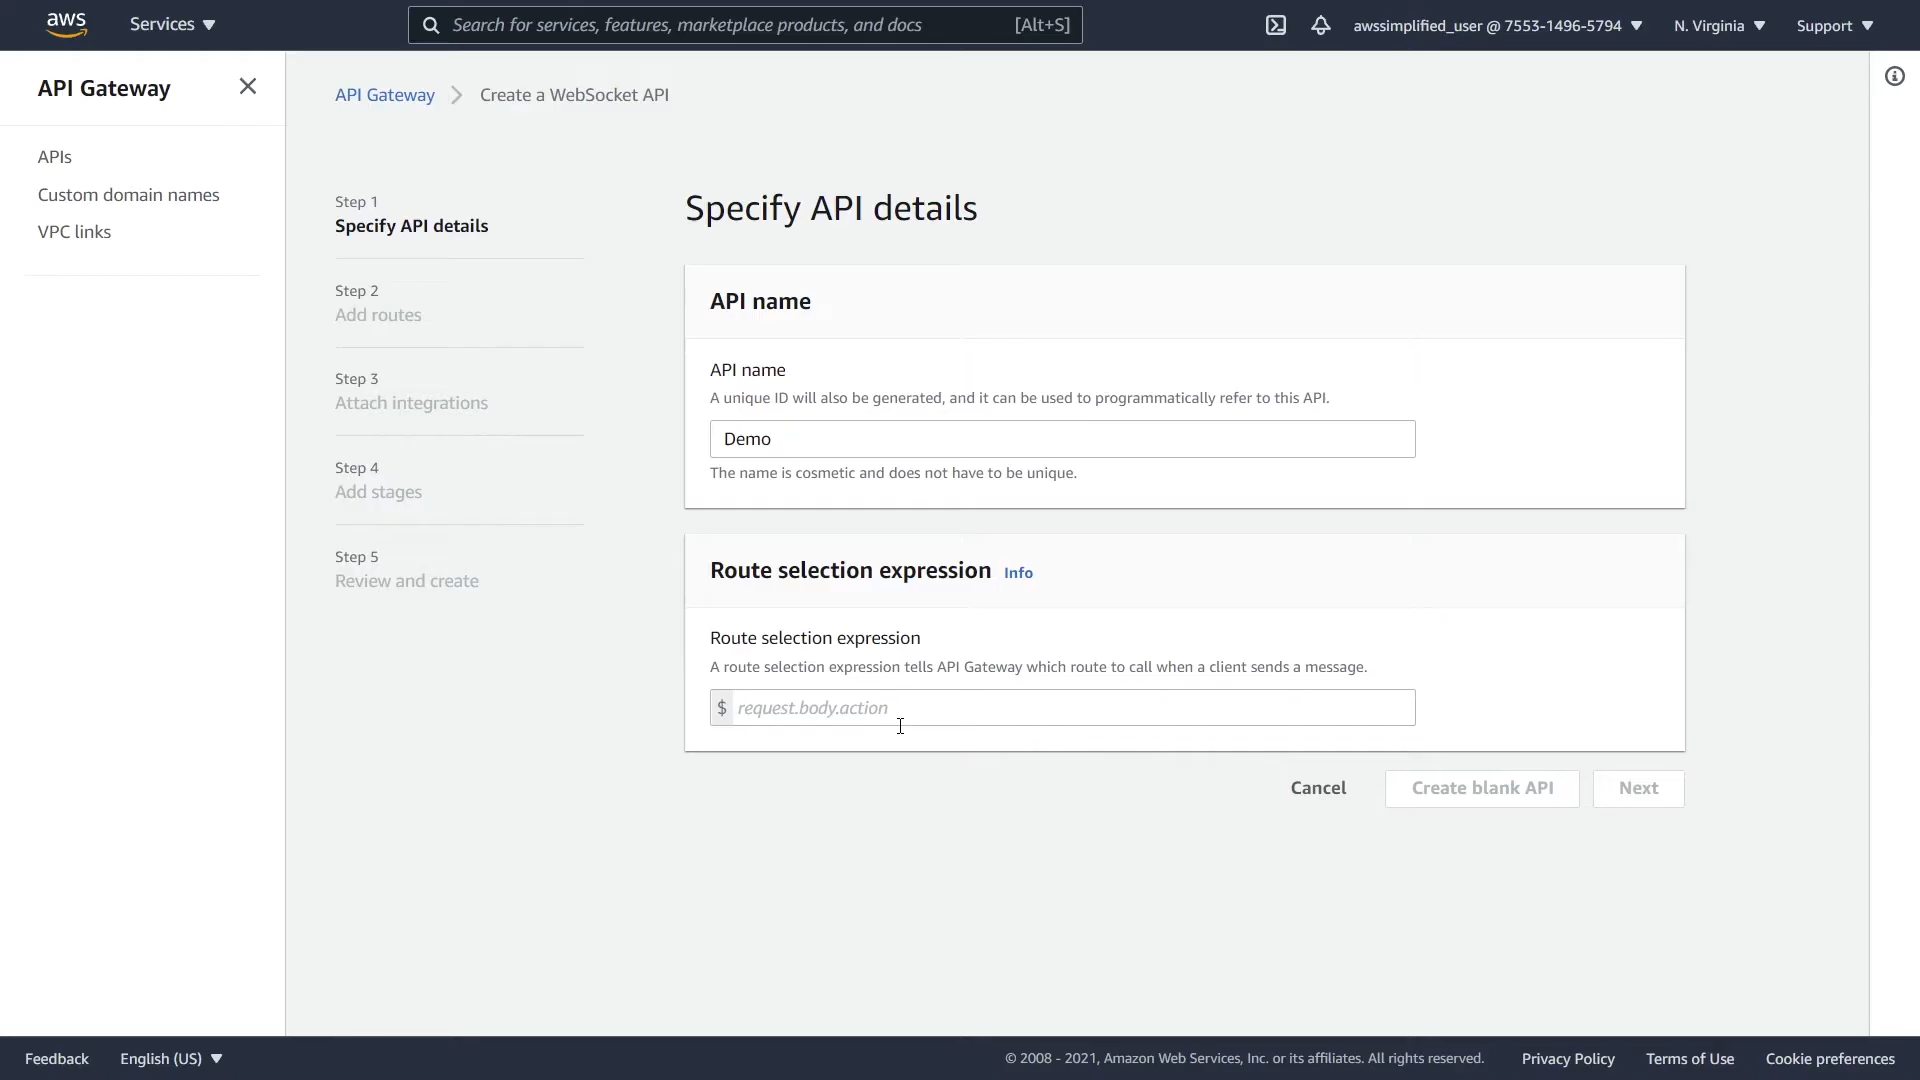 aws
Services
Search for services, features, marketplace products, and docs
[Alt+S]
awssimplified_user @ 7553-1496-5794
N. Virginia
Support
API Gateway
APIs
Custom domain names
VPC links
API Gateway
Create a WebSocket API
Step 1
Specify API details
Step 2
Add routes
Step 3
Attach integrations
Step 4
Add stages
Step 5
Review and create
Specify API details
API name
API name
A unique ID will also be generated, and it can be used to programmatically refer to this API.
Demo
The name is cosmetic and does not have to be unique.
Route selection expression Info
Route selection expression
A route selection expression tells API Gateway which route to call when a client sends a message.
$ request.body.action
Cancel
Create blank API
Next
Feedback
English (US)
© 2008 - 2021, Amazon Web Services, Inc. or its affiliates. All rights reserved.
Privacy Policy
Terms of Use
Cookie preferences